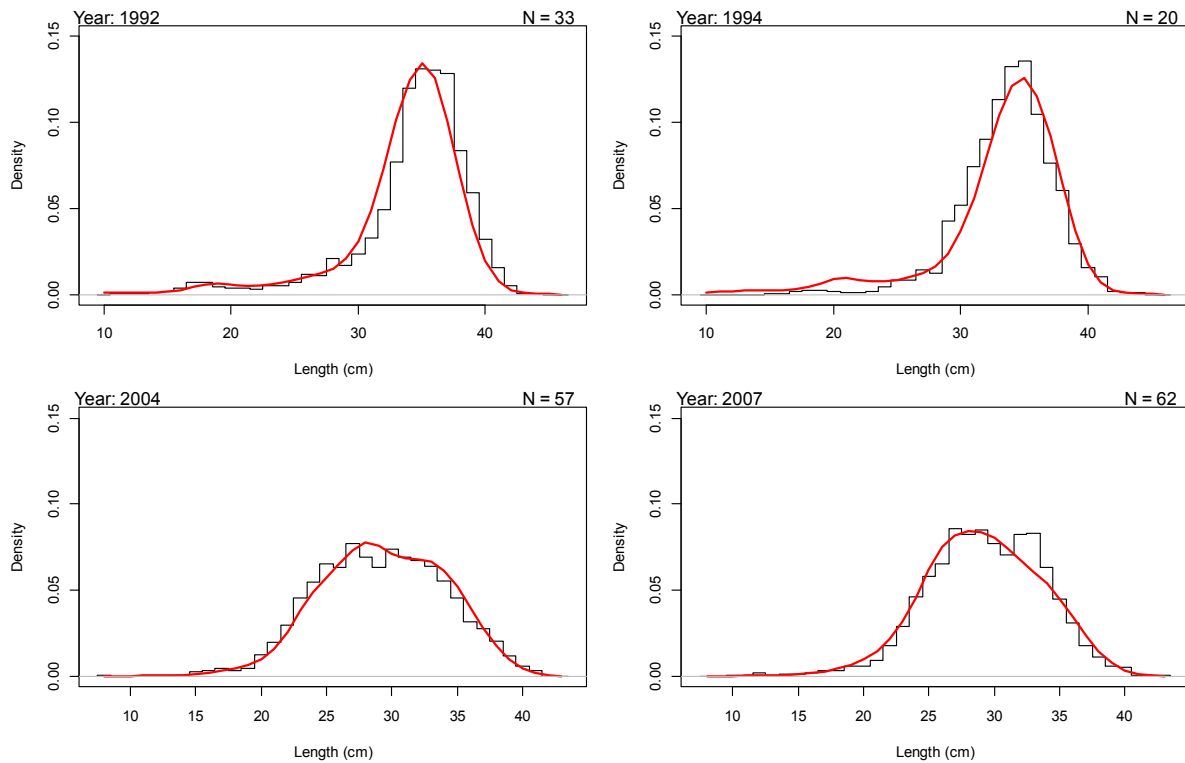 Year: 1992 N = 33
0.15
0.10
0.05
0.00
Density
10 20 30 40
Length (cm)
Year: 1994 N = 20
0.15
0.10
0.05
0.00
Density
10 20 30 40
Length (cm)
Year: 2004 N = 57
0.15
0.10
0.05
0.00
Density
10 15 20 25 30 35 40
Length (cm)
Year: 2007 N = 62
0.15
0.10
0.05
0.00
Density
10 15 20 25 30 35 40
Length (cm)